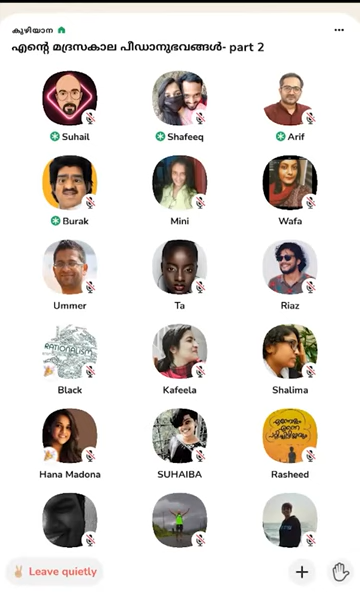 കുഴിയാന
എന്റെ മദ്രസകാല പീഡാനുഭവങ്ങൾ- part 2
Suhail Shafeeq Arif
Burak Mini Wafa
Ummer Ta Riaz
RATIONALISM
Black Kafeela Shalima
Hana Madona SUHAIBA Rasheed
Leave quietly